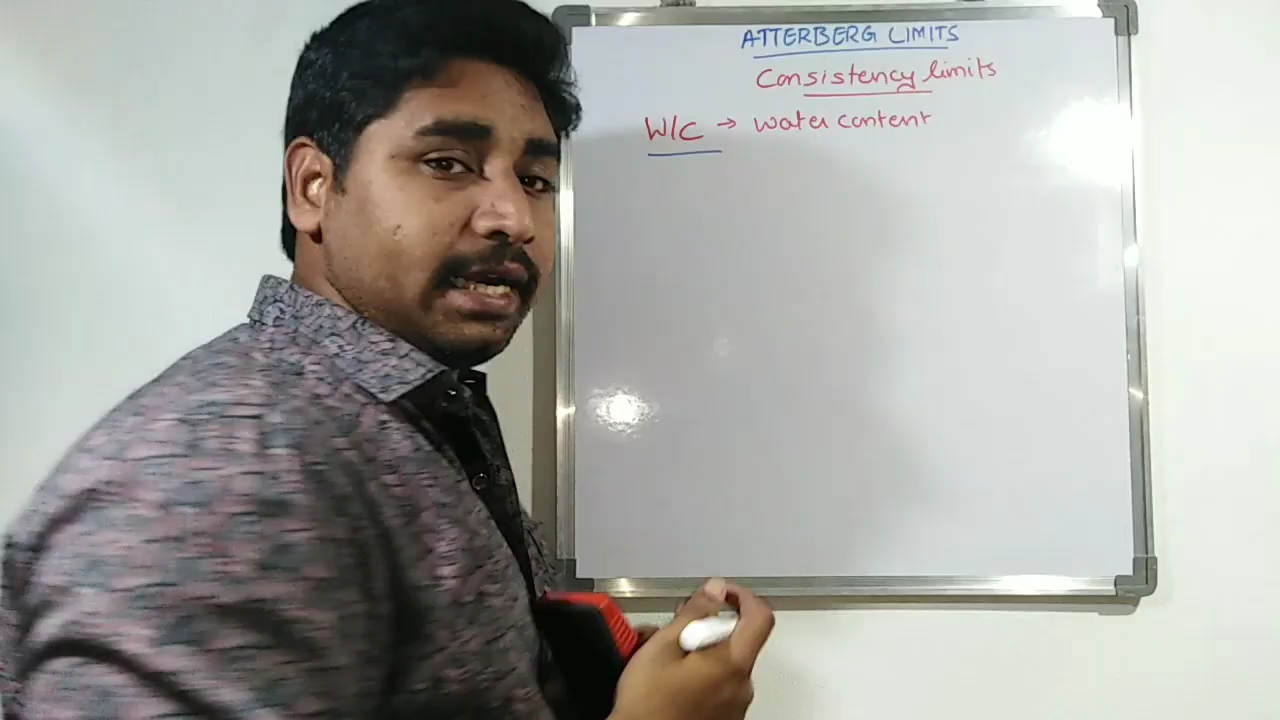 ATTERBERG LIMITS
Consistency limits
W/C → water content